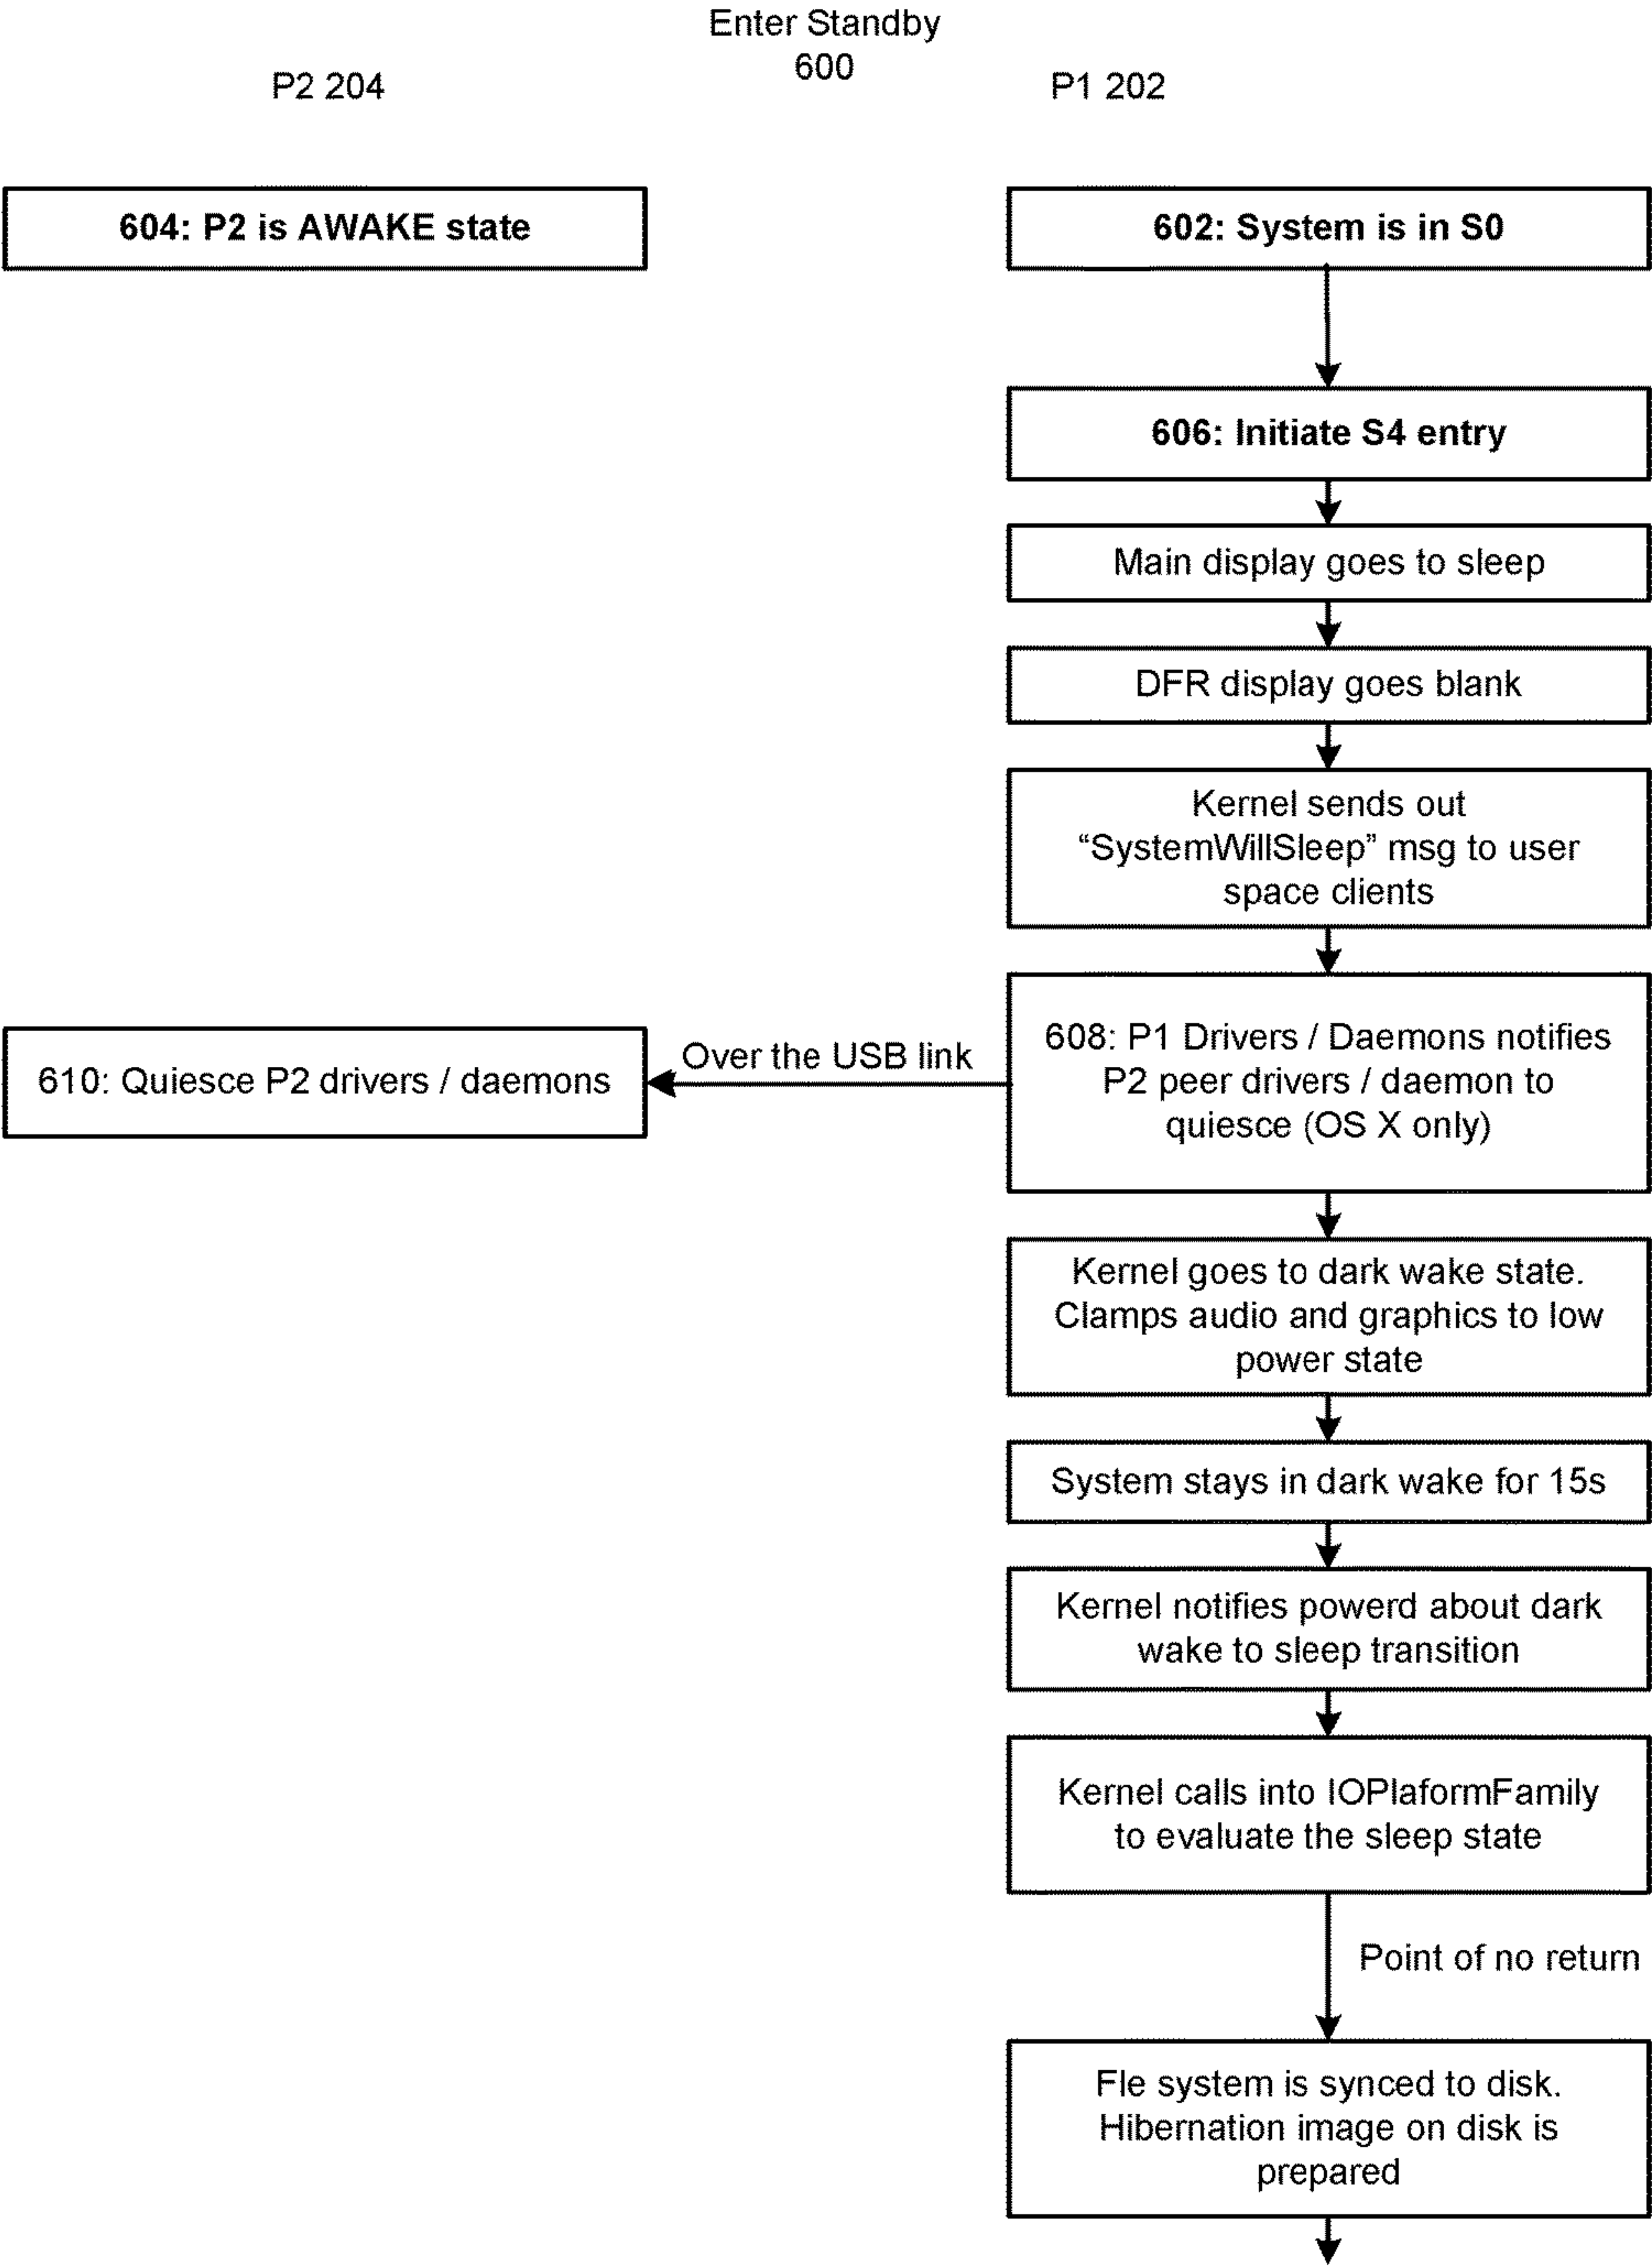 Enter Standby
600
P2 204
P1 202
604: P2 is AWAKE state
602: System is in S0
606: Initiate S4 entry
Main display goes to sleep
DFR display goes blank
Kernel sends out
“SystemWillSleep” msg to user
space clients
608: P1 Drivers / Daemons notifies
P2 peer drivers / daemon to
quiesce (OS X only)
Over the USB link
610: Quiesce P2 drivers / daemons
Kernel goes to dark wake state.
Clamps audio and graphics to low
power state
System stays in dark wake for 15s
Kernel notifies powerd about dark
wake to sleep transition
Kernel calls into IOPlaformFamily
to evaluate the sleep state
Point of no return
Fle system is synced to disk.
Hibernation image on disk is
prepared